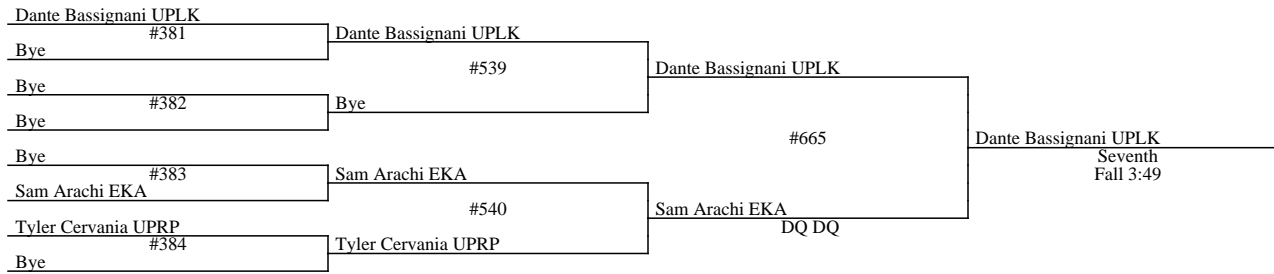 Dante Bassignani UPLK
#381
Bye
Bye
#382
Bye
Bye
#383
Sam Arachi EKA
Tyler Cervania UPRP
#384
Bye
Dante Bassignani UPLK
#539
Bye
Sam Arachi EKA
#540
Tyler Cervania UPRP
Dante Bassignani UPLK
#665
Sam Arachi EKA
DQ DQ
Dante Bassignani UPLK
Seventh
Fall 3:49